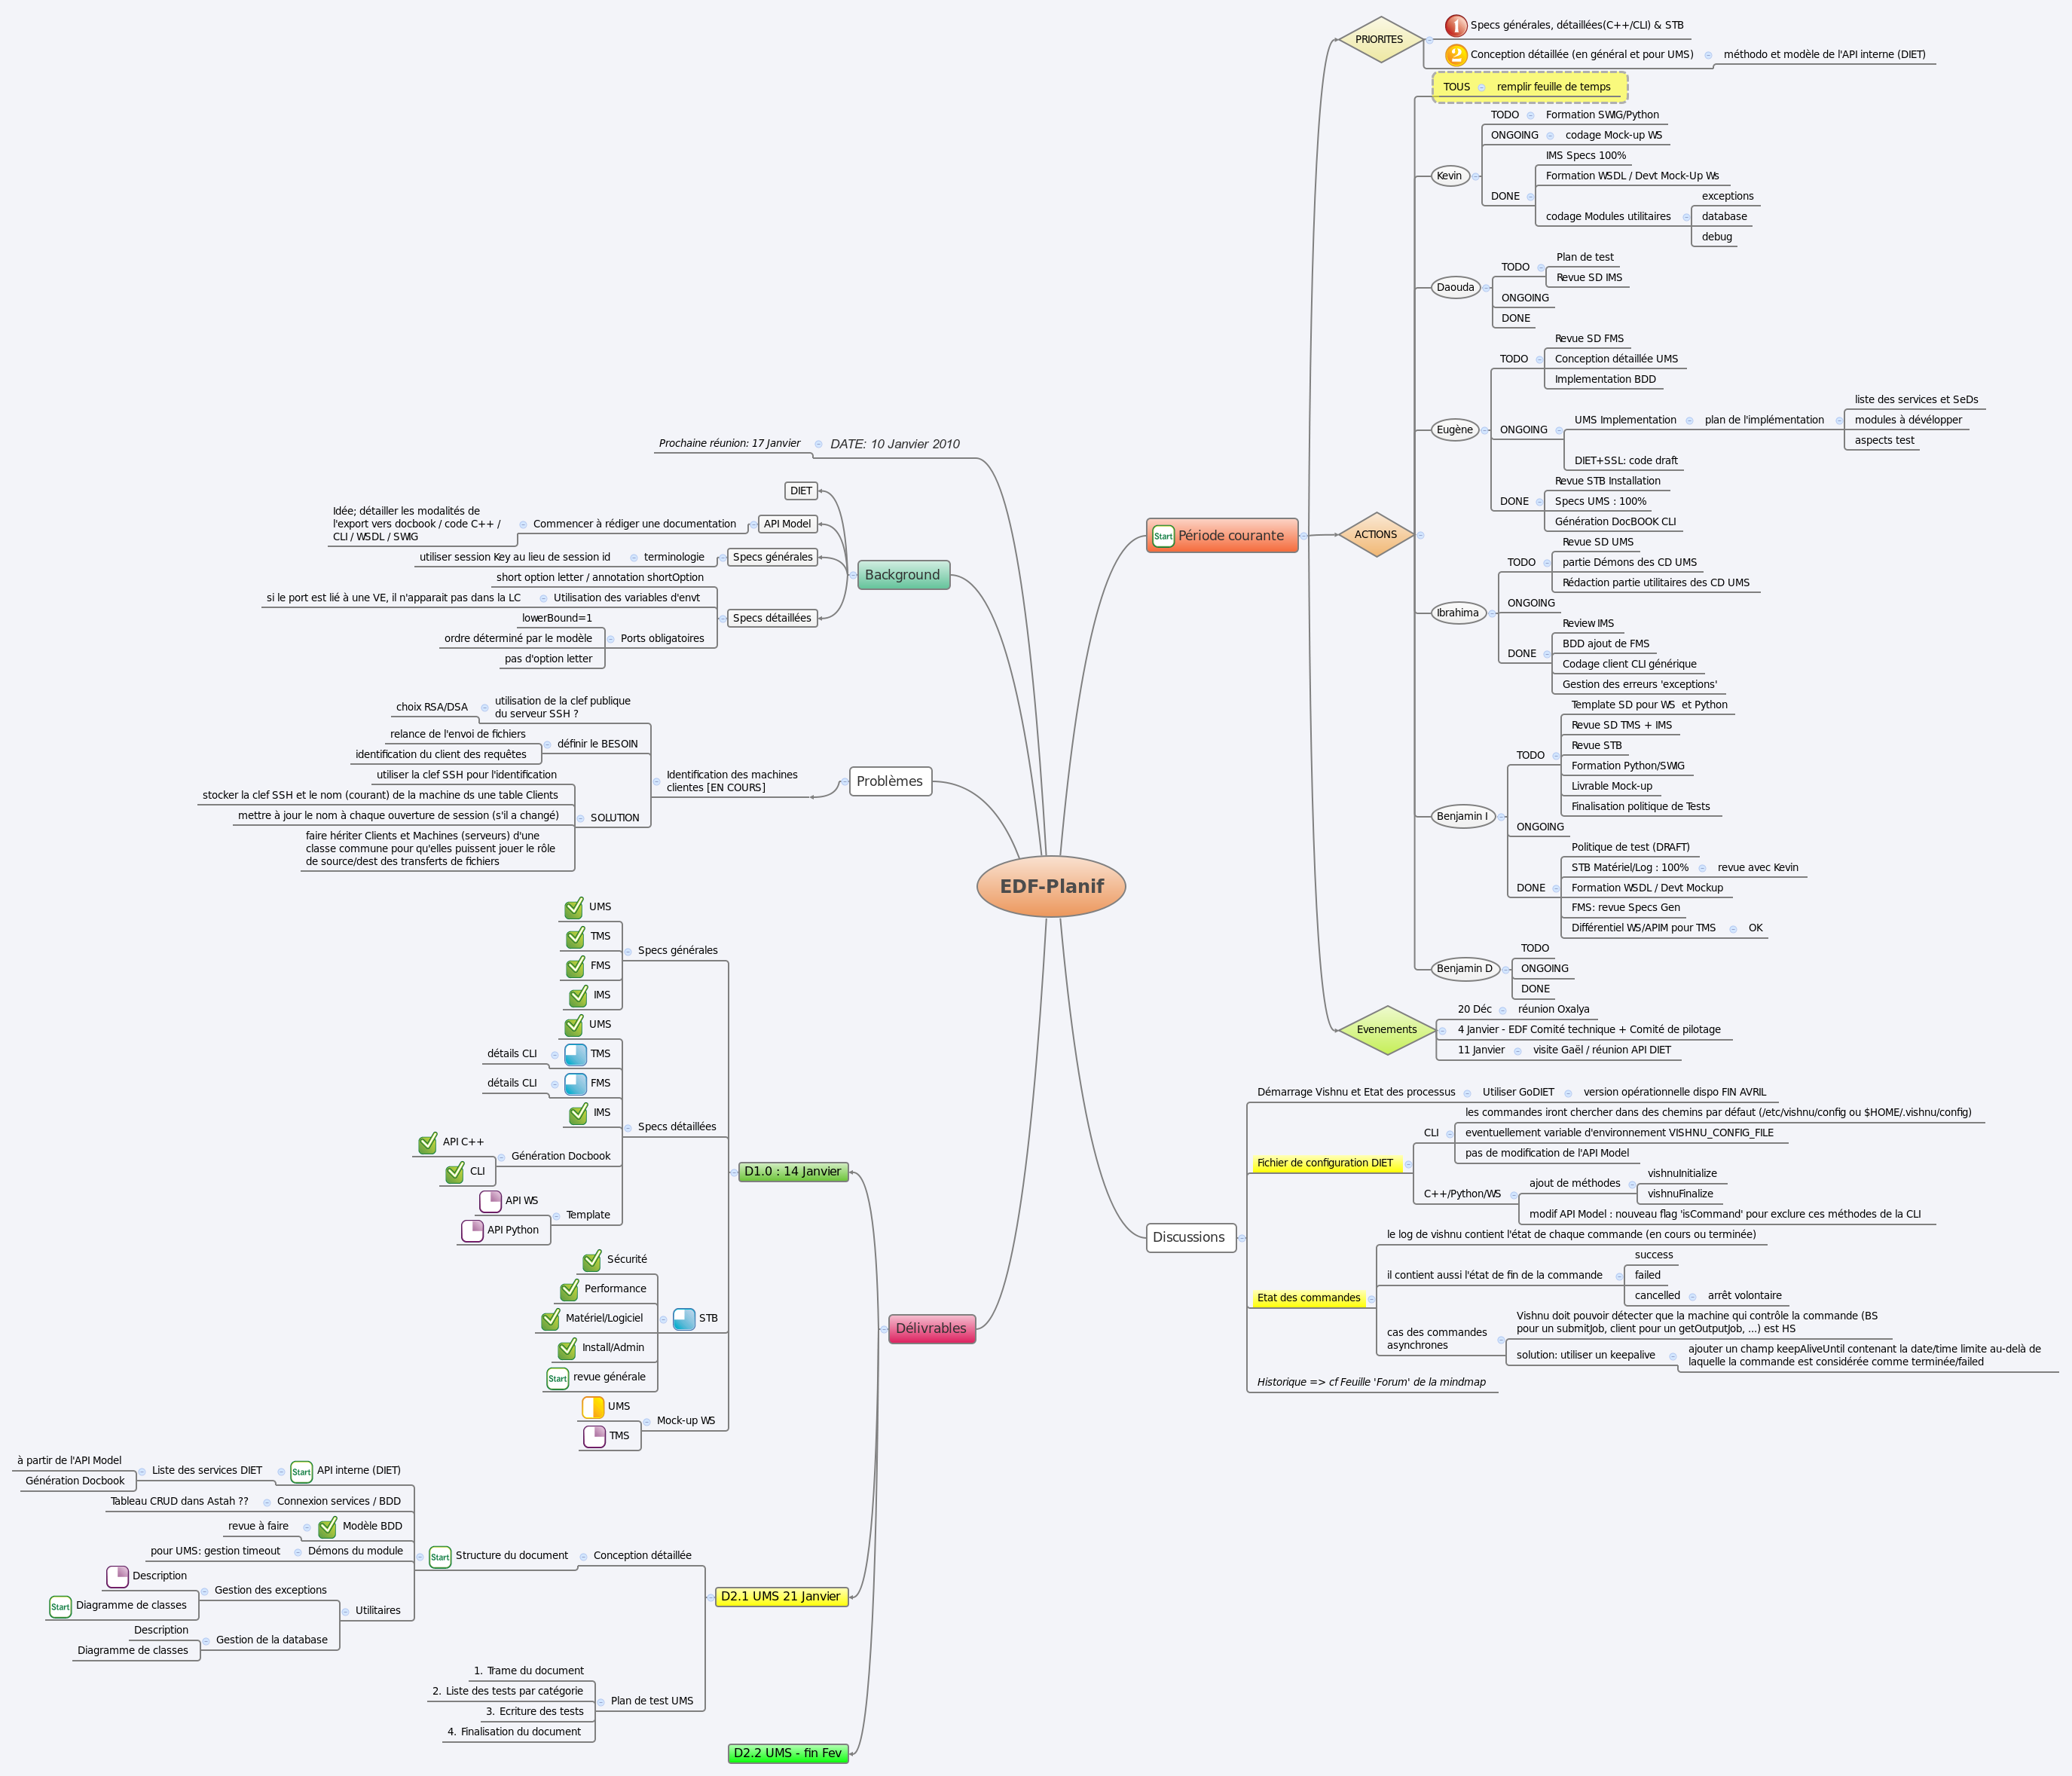 EDF-Planif
DATE: 10 Janvier 2010
Prochaine réunion: 17 Janvier
Background
DIET
API Model
Commencer à rédiger une documentation
Idée; détailler les modalités de
l'export vers docbook / code C++ /
CLI / WSDL / SWIG
Specs générales
terminologie
utiliser session Key au lieu de session id
Specs détaillées
short option letter / annotation shortOption
Utilisation des variables d'envt
si le port est lié à une VE, il n'apparait pas dans la LC
Ports obligatoires
lowerBound=1
ordre déterminé par le modèle
pas d'option letter
Problèmes
Identification des machines
clientes [EN COURS]
utilisation de la clef publique
du serveur SSH ?
choix RSA/DSA
définir le BESOIN
relance de l'envoi de fichiers
identification du client des requêtes
SOLUTION
utiliser la clef SSH pour l'identification
stocker la clef SSH et le nom (courant) de la machine ds une table Clients
mettre à jour le nom à chaque ouverture de session (s'il a changé)
faire hériter Clients et Machines (serveurs) d'une
classe commune pour qu'elles puissent jouer le rôle
de source/dest des transferts de fichiers
Délivrables
D1.0 : 14 Janvier
Specs générales
UMS
TMS
FMS
IMS
Specs détaillées
UMS
TMS
détails CLI
FMS
détails CLI
IMS
Génération Docbook
API C++
CLI
Template
API WS
API Python
STB
Sécurité
Performance
Matériel/Logiciel
Install/Admin
Start
revue générale
Mock-up WS
UMS
TMS
D2.1 UMS 21 Janvier
Conception détaillée
Start
Structure du document
Start
API interne (DIET)
Liste des services DIET
à partir de l'API Model
Génération Docbook
Connexion services / BDD
Tableau CRUD dans Astah ??
Modèle BDD
revue à faire
Démons du module
pour UMS: gestion timeout
Utilitaires
Gestion des exceptions
Description
Start
Diagramme de classes
Gestion de la database
Description
Diagramme de classes
Plan de test UMS
1. Trame du document
2. Liste des tests par catégorie
3. Ecriture des tests
4. Finalisation du document
D2.2 UMS - fin Fev
Start
Période courante
PRIORITES
1
Specs générales, détaillées(C++/CLI) & STB
2
Conception détaillée (en général et pour UMS)
méthodo et modèle de l'API interne (DIET)
ACTIONS
TOUS
remplir feuille de temps
Kevin
TODO
Formation SWIG/Python
ONGOING
codage Mock-up WS
DONE
IMS Specs 100%
Formation WSDL / Devt Mock-Up Ws
codage Modules utilitaires
exceptions
database
debug
Daouda
TODO
Plan de test
Revue SD IMS
ONGOING
DONE
Eugène
TODO
Revue SD FMS
Conception détaillée UMS
Implementation BDD
ONGOING
UMS Implementation
plan de l'implémentation
liste des services et SeDs
modules à dévélopper
aspects test
DIET+SSL: code draft
DONE
Revue STB Installation
Specs UMS : 100%
Génération DocBOOK CLI
Ibrahima
TODO
Revue SD UMS
partie Démons des CD UMS
Rédaction partie utilitaires des CD UMS
ONGOING
DONE
Review IMS
BDD ajout de FMS
Codage client CLI générique
Gestion des erreurs 'exceptions'
Benjamin I
TODO
Template SD pour WS  et Python
Revue SD TMS + IMS
Revue STB
Formation Python/SWIG
Livrable Mock-up
Finalisation politique de Tests
ONGOING
DONE
Politique de test (DRAFT)
STB Matériel/Log : 100%
revue avec Kevin
Formation WSDL / Devt Mockup
FMS: revue Specs Gen
Différentiel WS/APIM pour TMS
OK
Benjamin D
TODO
ONGOING
DONE
Evenements
20 Déc
réunion Oxalya
4 Janvier - EDF Comité technique + Comité de pilotage
11 Janvier
visite Gaël / réunion API DIET
Discussions
Démarrage Vishnu et Etat des processus
Utiliser GoDIET
version opérationnelle dispo FIN AVRIL
Fichier de configuration DIET
CLI
les commandes iront chercher dans des chemins par défaut (/etc/vishnu/config ou $HOME/.vishnu/config)
eventuellement variable d'environnement VISHNU_CONFIG_FILE
pas de modification de l'API Model
C++/Python/WS
ajout de méthodes
vishnuInitialize
vishnuFinalize
modif API Model : nouveau flag 'isCommand' pour exclure ces méthodes de la CLI
Etat des commandes
le log de vishnu contient l'état de chaque commande (en cours ou terminée)
il contient aussi l'état de fin de la commande
success
failed
cancelled
arrêt volontaire
cas des commandes
asynchrones
Vishnu doit pouvoir détecter que la machine qui contrôle la commande (BS
pour un submitJob, client pour un getOutputJob, ...) est HS
solution: utiliser un keepalive
ajouter un champ keepAliveUntil contenant la date/time limite au-delà de
laquelle la commande est considérée comme terminée/failed
Historique => cf Feuille 'Forum' de la mindmap